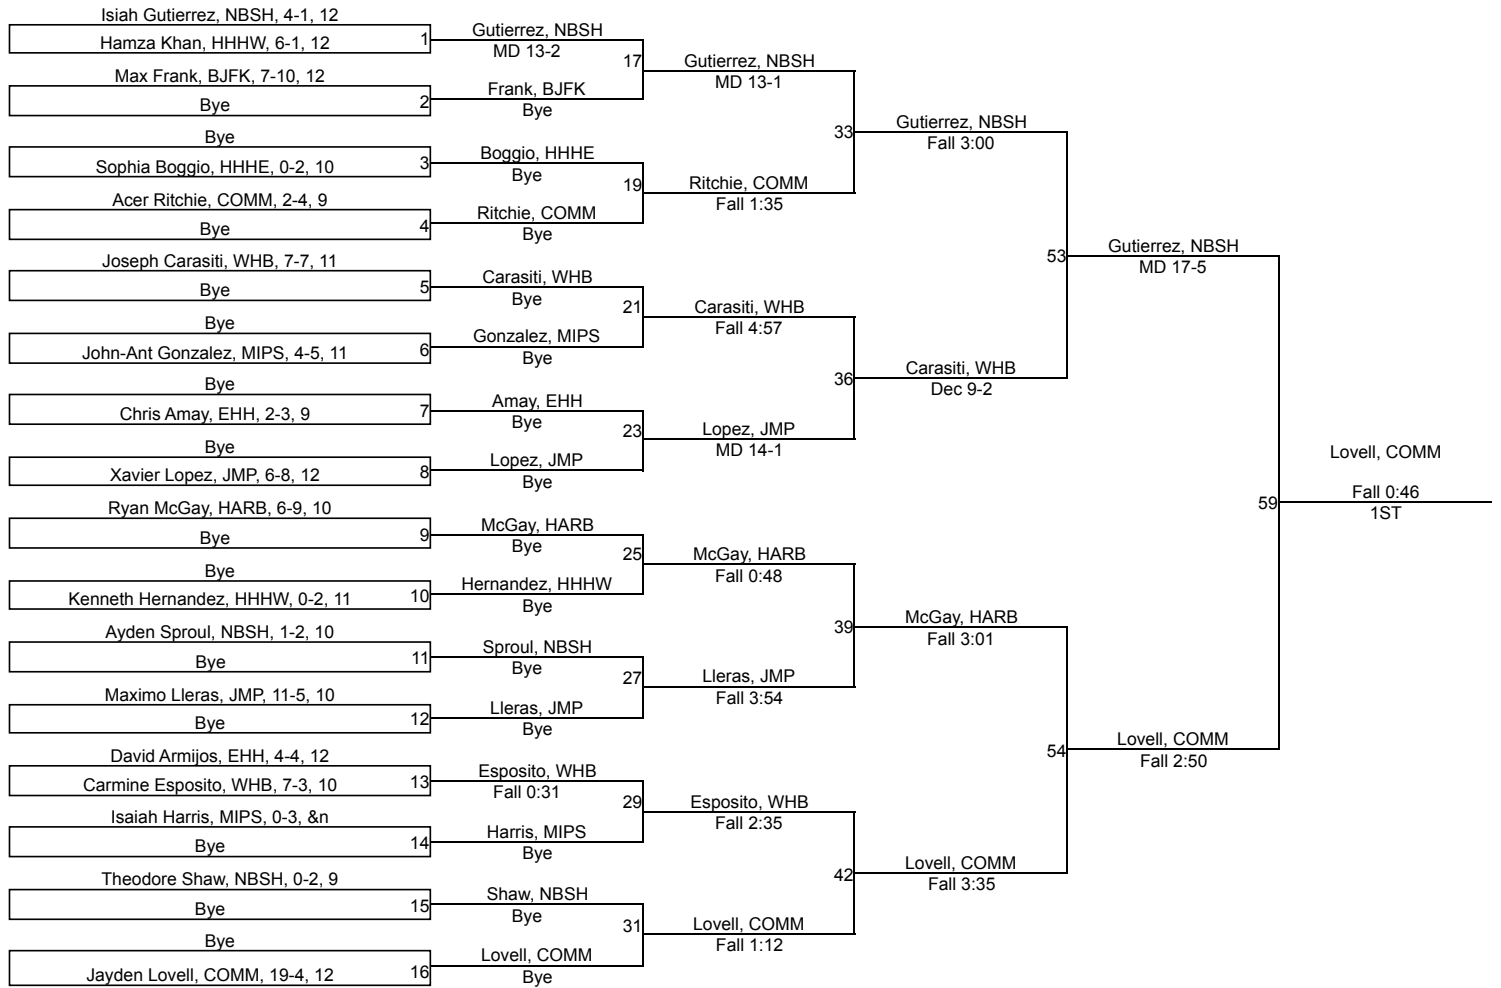 Isiah Gutierrez, NBSH, 4-1, 12
Hamza Khan, HHHW, 6-1, 12
1
Max Frank, BJFK, 7-10, 12
Bye
2
Bye
Sophia Boggio, HHHE, 0-2, 10
3
Acer Ritchie, COMM, 2-4, 9
Bye
4
Joseph Carasiti, WHB, 7-7, 11
Bye
5
Bye
John-Ant Gonzalez, MIPS, 4-5, 11
6
Bye
Chris Amay, EHH, 2-3, 9
7
Bye
Xavier Lopez, JMP, 6-8, 12
8
Ryan McGay, HARB, 6-9, 10
Bye
9
Bye
Kenneth Hernandez, HHHW, 0-2, 11
10
Ayden Sproul, NBSH, 1-2, 10
Bye
11
Maximo Lleras, JMP, 11-5, 10
Bye
12
David Armijos, EHH, 4-4, 12
Carmine Esposito, WHB, 7-3, 10
13
Isaiah Harris, MIPS, 0-3, &n
Bye
14
Theodore Shaw, NBSH, 0-2, 9
Bye
15
Bye
Jayden Lovell, COMM, 19-4, 12
16
Gutierrez, NBSH
MD 13-2
17
Frank, BJFK
Bye
Boggio, HHHE
Bye
19
Ritchie, COMM
Bye
Carasiti, WHB
Bye
21
Gonzalez, MIPS
Bye
Amay, EHH
Bye
23
Lopez, JMP
Bye
McGay, HARB
Bye
25
Hernandez, HHHW
Bye
Sproul, NBSH
Bye
27
Lleras, JMP
Bye
Esposito, WHB
Fall 0:31
29
Harris, MIPS
Bye
Shaw, NBSH
Bye
31
Lovell, COMM
Bye
Gutierrez, NBSH
MD 13-1
33
Ritchie, COMM
Fall 1:35
Carasiti, WHB
Fall 4:57
36
Lopez, JMP
MD 14-1
McGay, HARB
Fall 0:48
39
Lleras, JMP
Fall 3:54
Esposito, WHB
Fall 2:35
42
Lovell, COMM
Fall 1:12
Gutierrez, NBSH
Fall 3:00
53
Carasiti, WHB
Dec 9-2
McGay, HARB
Fall 3:01
54
Lovell, COMM
Fall 3:35
Gutierrez, NBSH
MD 17-5
59
Lovell, COMM
Fall 2:50
Lovell, COMM
Fall 0:46
1ST